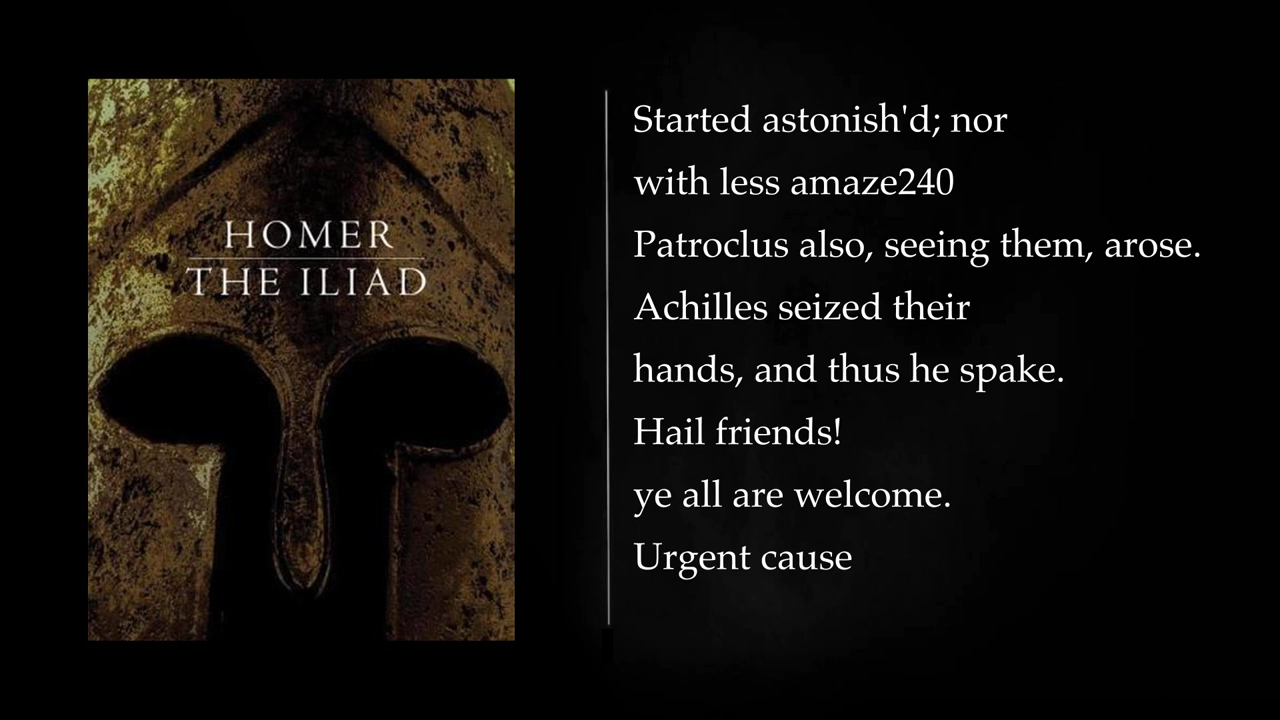 HOMER
THE ILIAD
Started astonish'd; nor
with less amaze240
Patroclus also, seeing them, arose.
Achilles seized their
hands, and thus he spake.
Hail friends!
ye all are welcome.
Urgent cause